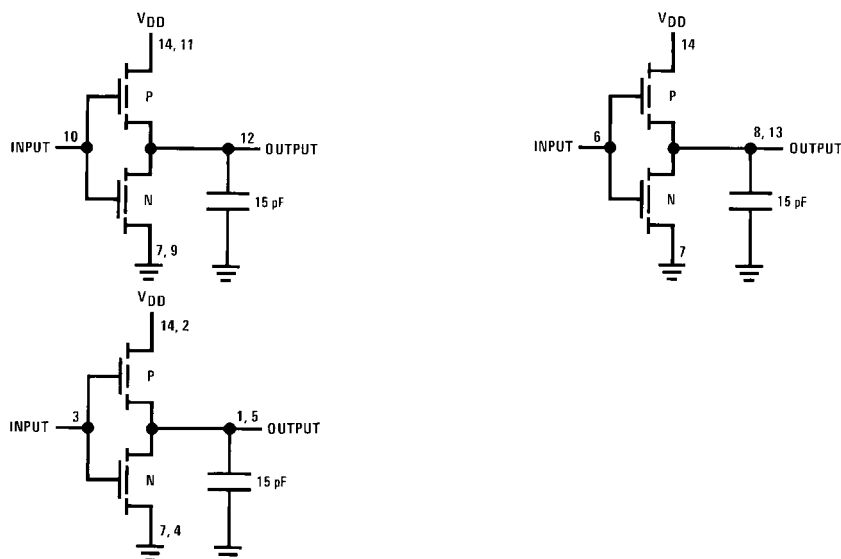 VDD
14, 11
P
10
12
INPUT
OUTPUT
N
15 pF
7, 9
VDD
14
P
6
8, 13
INPUT
OUTPUT
N
15 pF
7
VDD
14, 2
P
3
1, 5
INPUT
OUTPUT
N
15 pF
7, 4